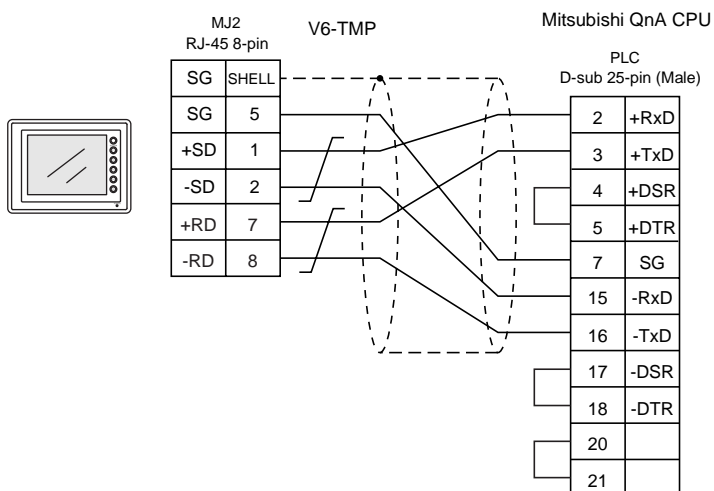 MJ2
RJ-45 8-pin
V6-TMP
Mitsubishi QnA CPU
PLC
D-sub 25-pin (Male)
SG SHELL
SG 5
+SD 1
-SD 2
+RD 7
-RD 8
2 +RxD
3 +TxD
4 +DSR
5 +DTR
7 SG
15 -RxD
16 -TxD
17 -DSR
18 -DTR
20
21